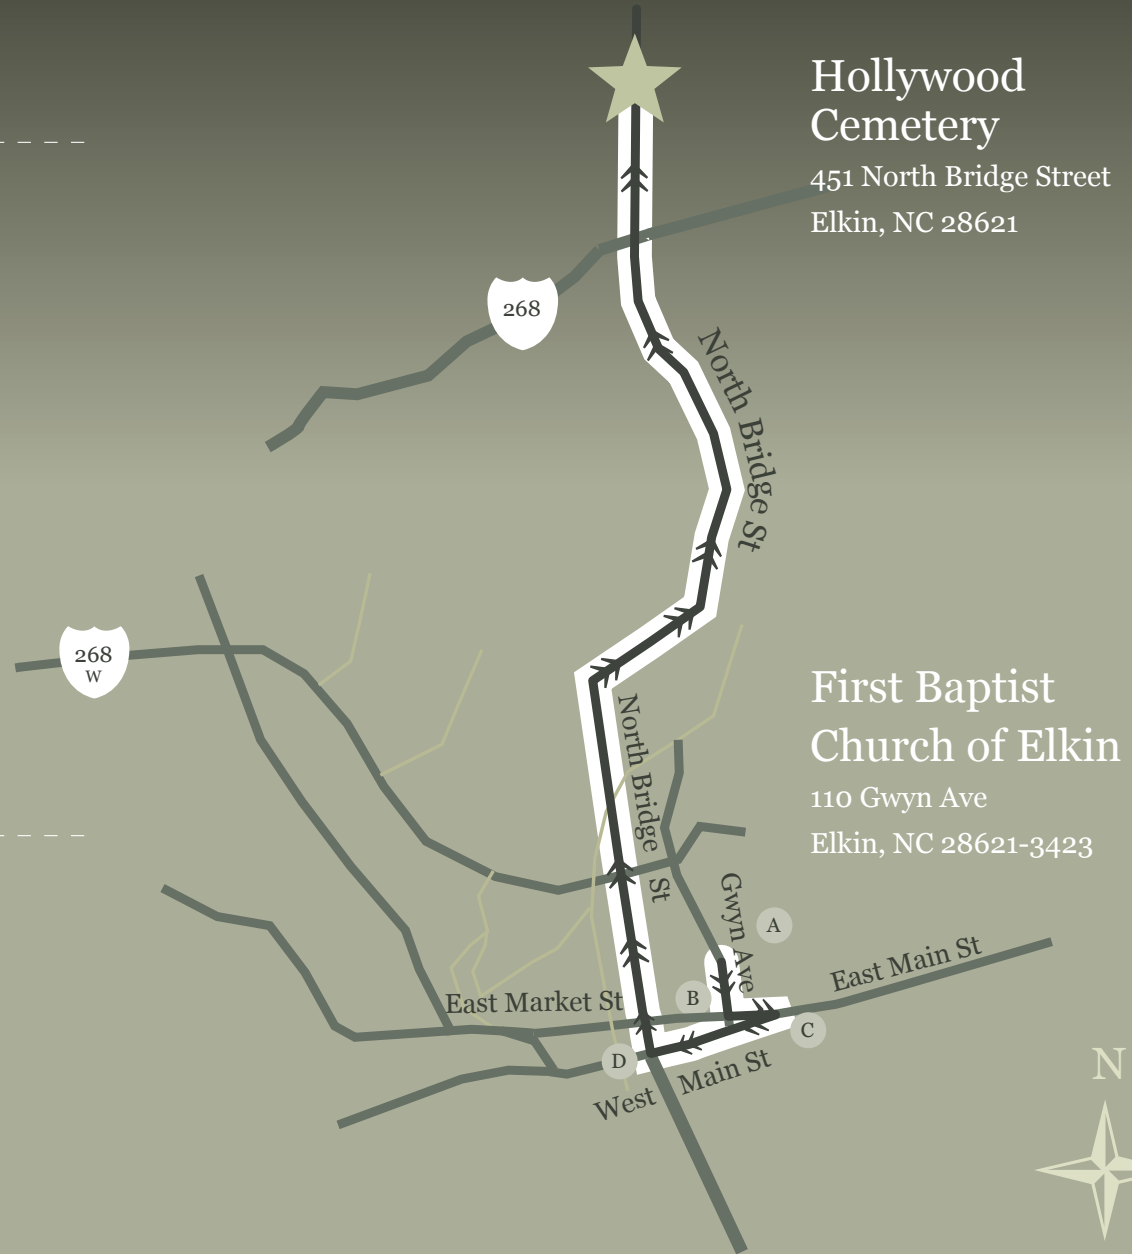 Hollywood
Cemetery
451 North Bridge Street
Elkin, NC 28621
268
North Bridge St
268
W
First Baptist
Church of Elkin
110 Gwyn Ave
Elkin, NC 28621-3423
North Bridge St
Gwyn Ave
A
East Main St
B
East Market St
C
D
West Main St
N